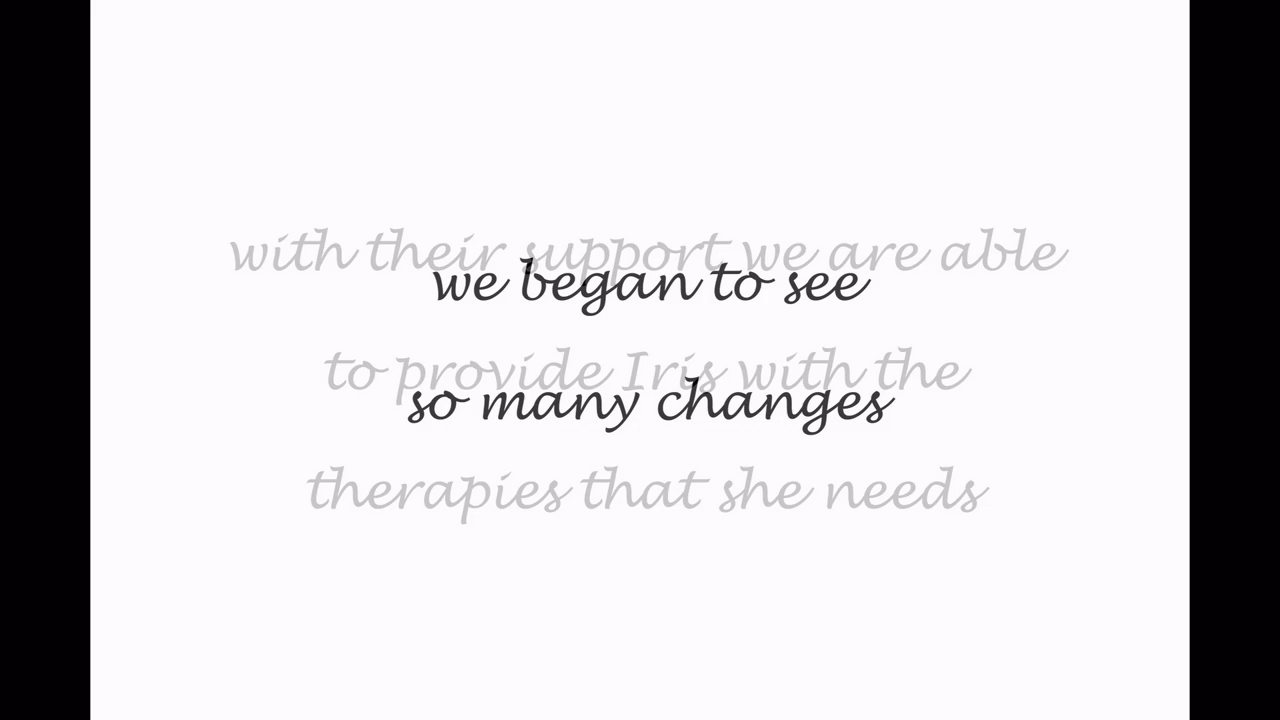 with their support we are able
we began to see
to provide Iris with the
so many changes
therapies that she needs